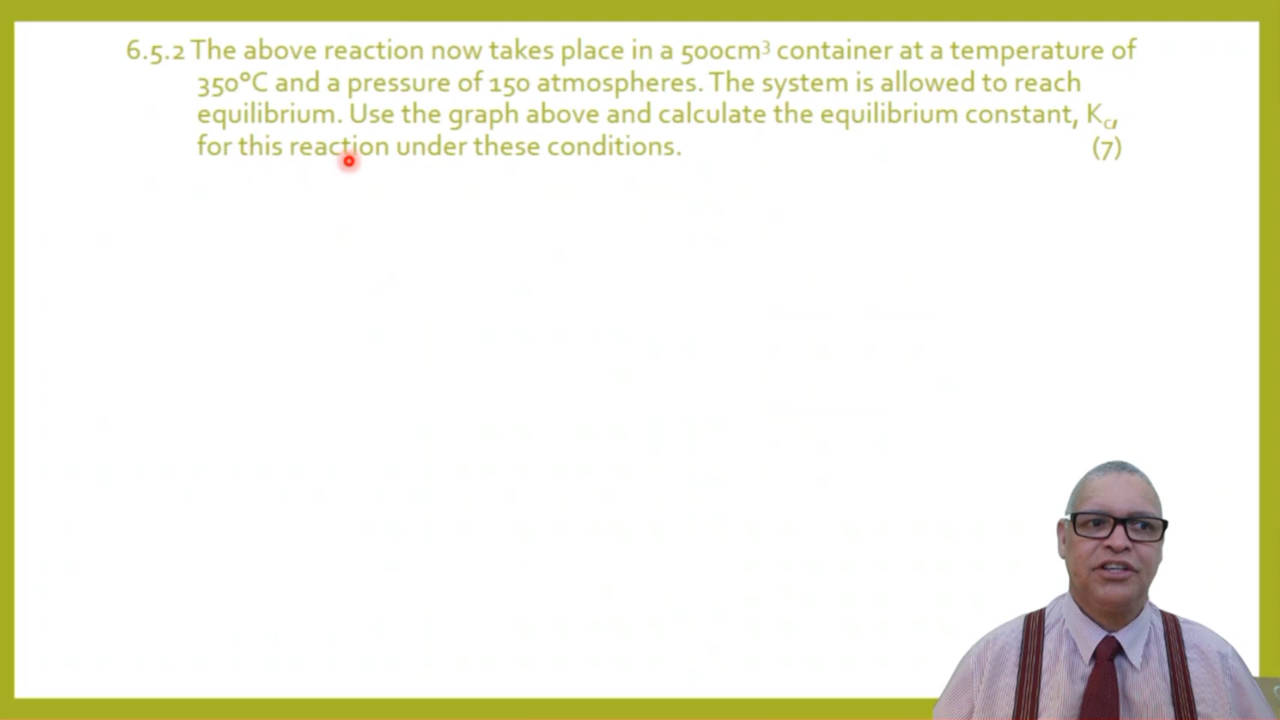 6.5.2 The above reaction now takes place in a 500cm³ container at a temperature of
350°C and a pressure of 150 atmospheres. The system is allowed to reach
equilibrium. Use the graph above and calculate the equilibrium constant, Kc,
for this reaction under these conditions. (7)